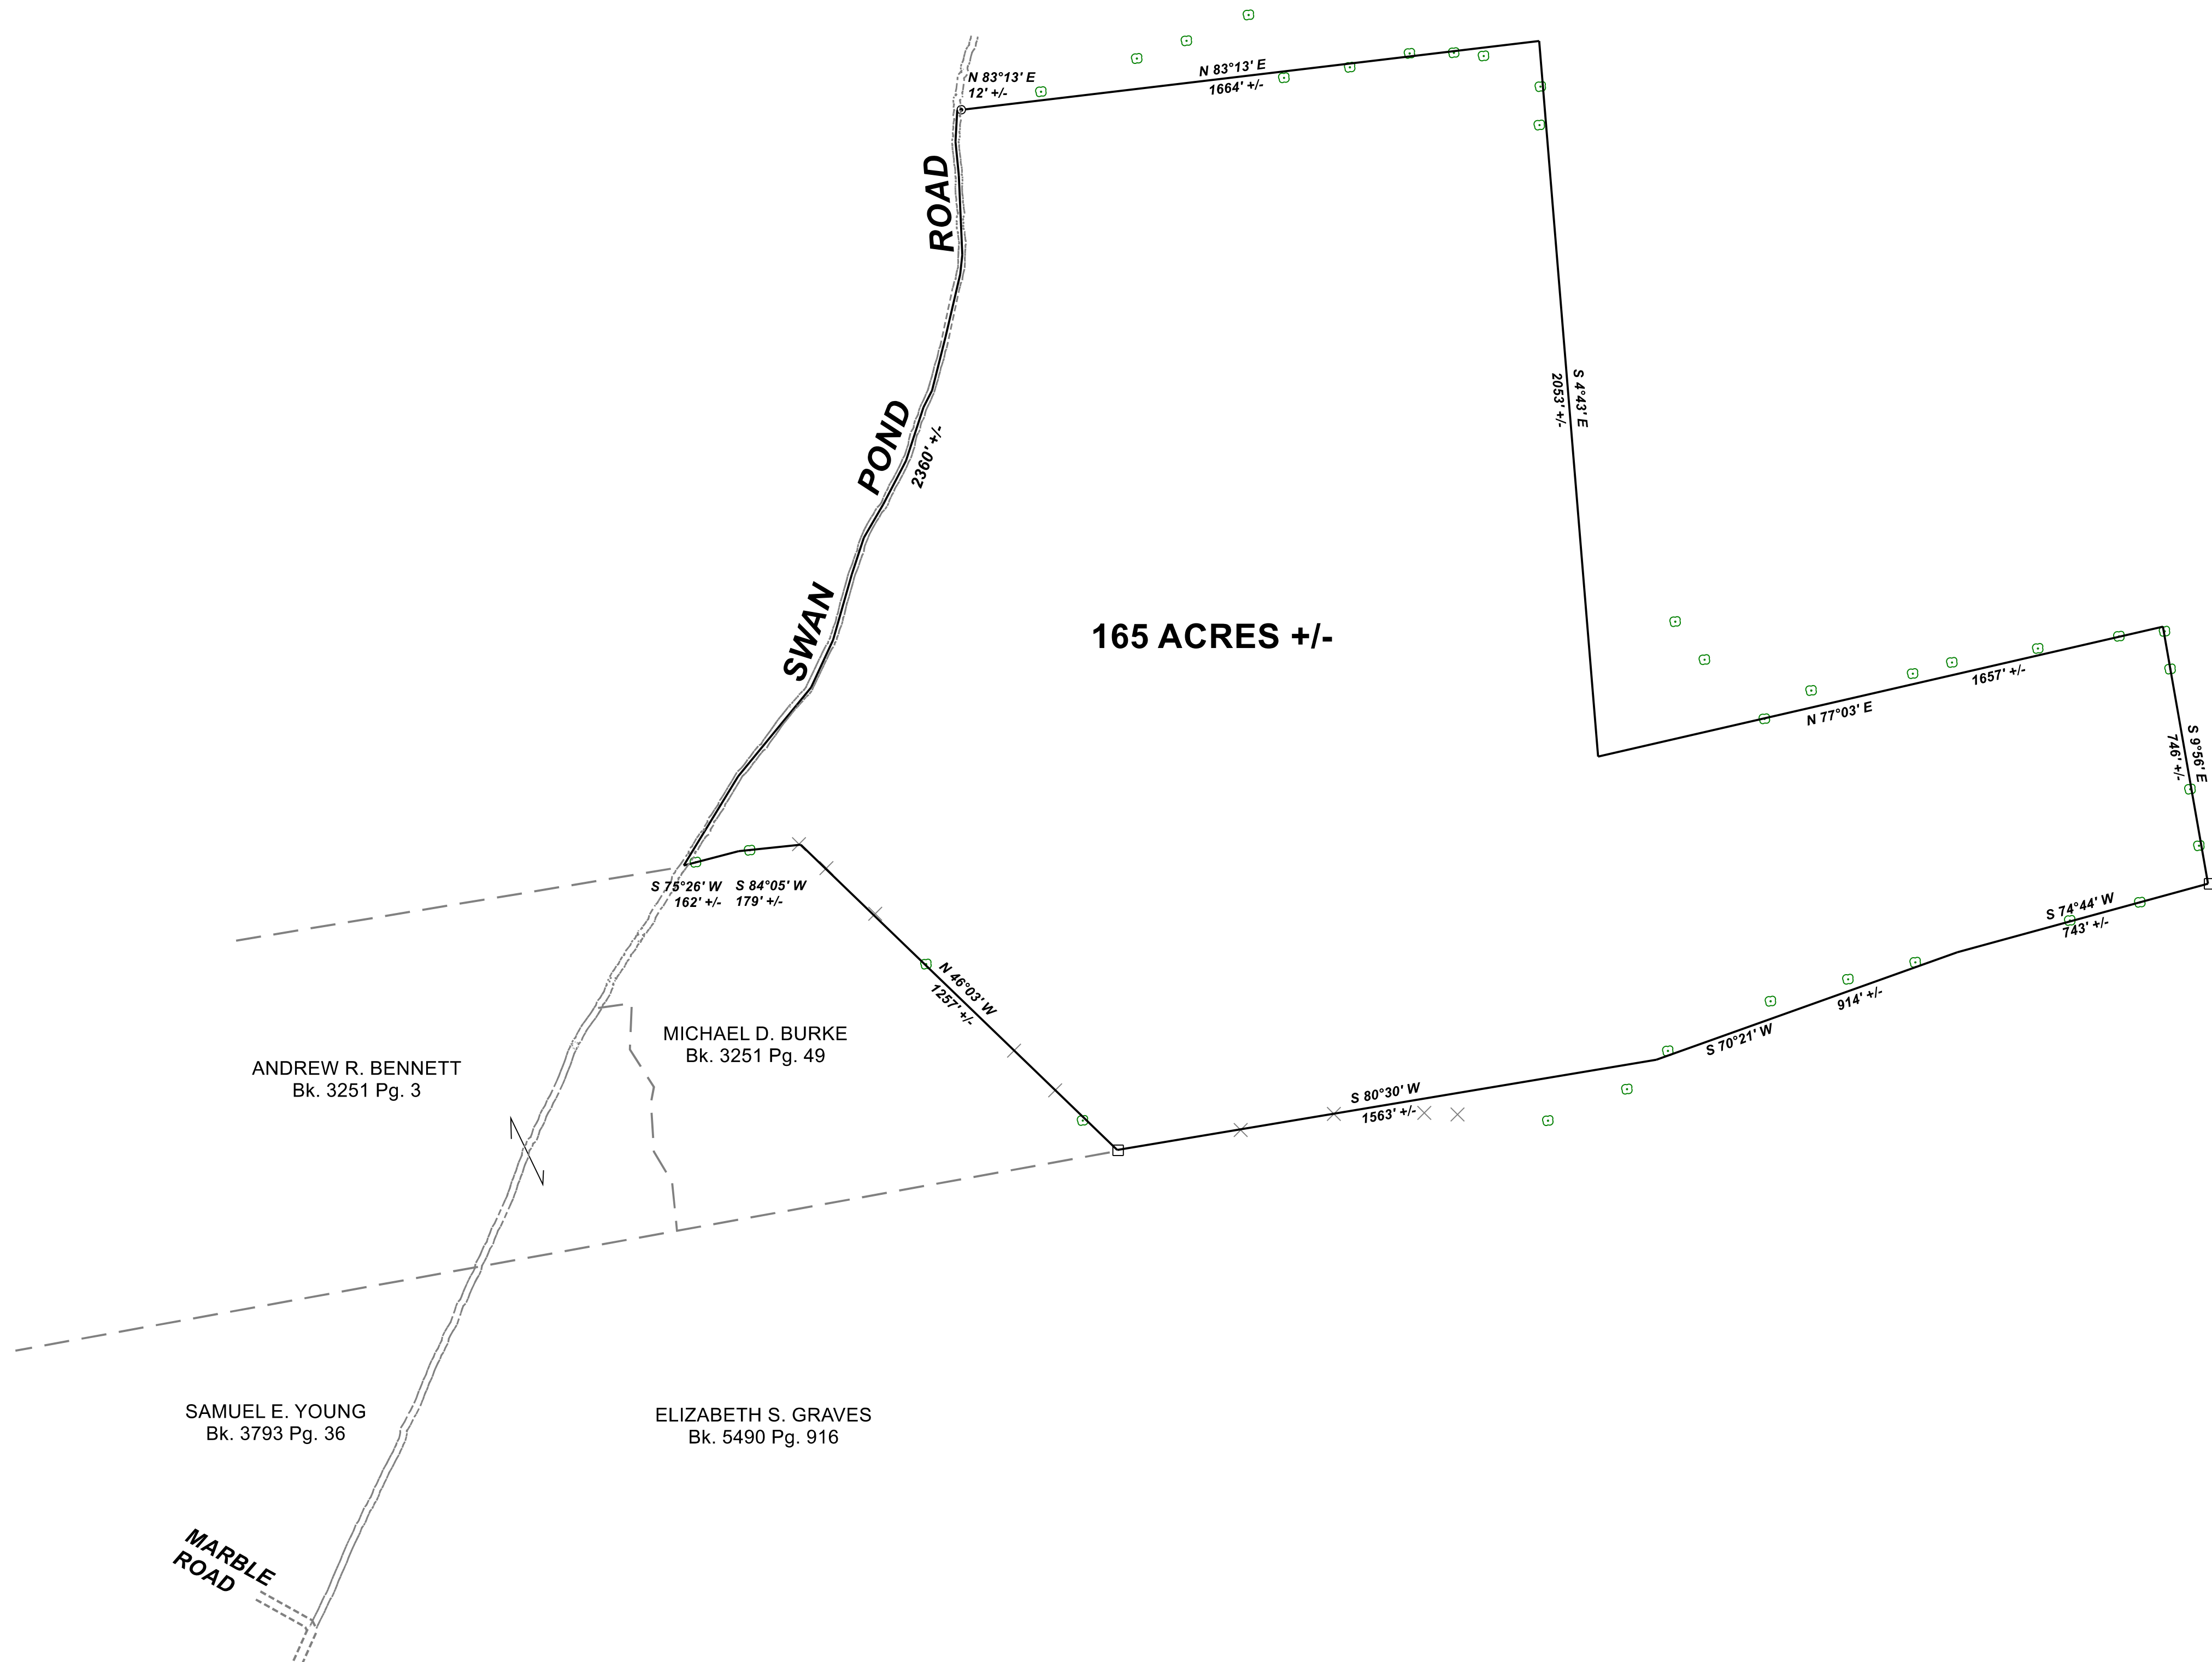 N 83°13' E
12' +/-
N 83°13' E
1664' +/-
ROAD
POND
SWAN
2360' +/-
S 4°43' E
2053' +/-
165 ACRES +/-
1657' +/-
N 77°03' E
S 9°56' E
746' +/-
S 75°26' W
162' +/-
S 84°05' W
179' +/-
S 74°44' W
743' +/-
N 46°03' W
1257' +/-
914' +/-
S 70°21' W
S 80°30' W
1563' +/-
MICHAEL D. BURKE
Bk. 3251 Pg. 49
ANDREW R. BENNETT
Bk. 3251 Pg. 3
SAMUEL E. YOUNG
Bk. 3793 Pg. 36
ELIZABETH S. GRAVES
Bk. 5490 Pg. 916
MARBLE
ROAD